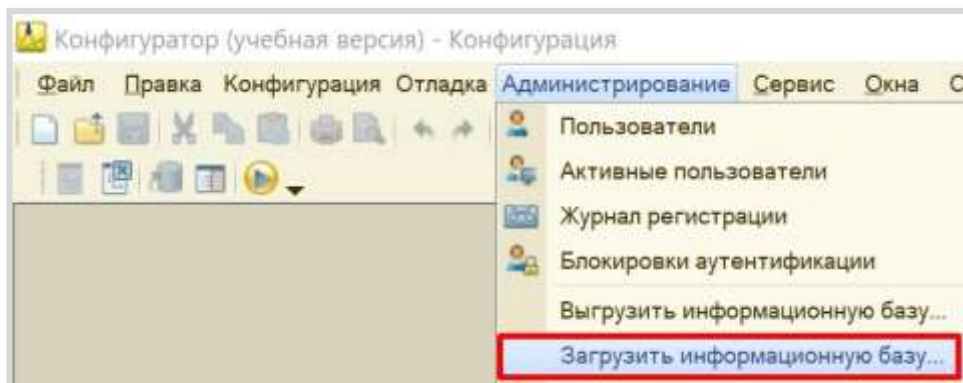 Конфигуратор (учебная версия) - Конфигурация
Файл Правка Конфигурация Отладка Администрирование Сервис Окна С
Пользователи
Активные пользователи
Журнал регистрации
Блокировки аутентификации
Выгрузить информационную базу...
Загрузить информационную базу...